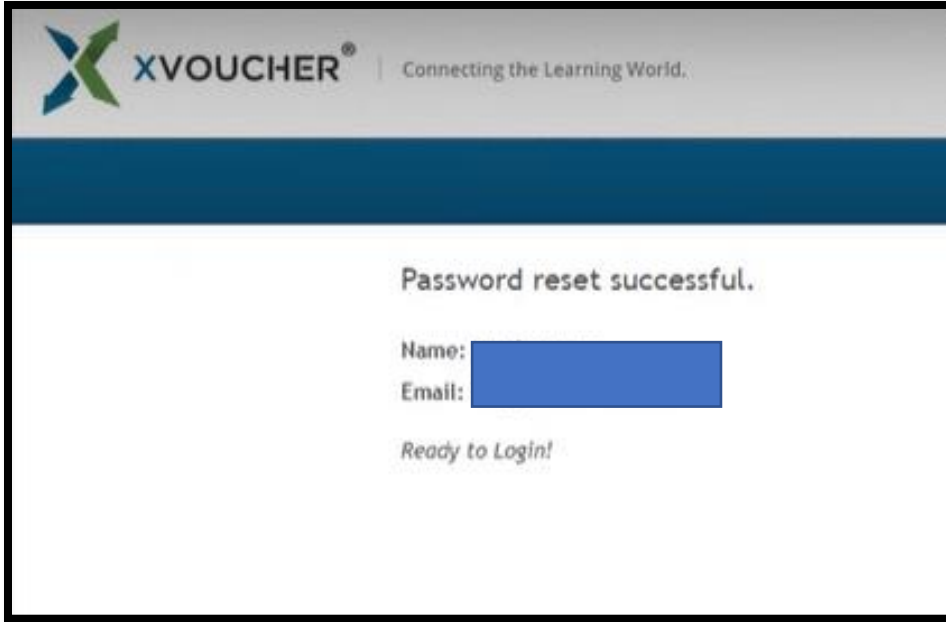 XVOUCHER® | Connecting the Learning World.
Password reset successful.
Name:
Email:
Ready to Login!